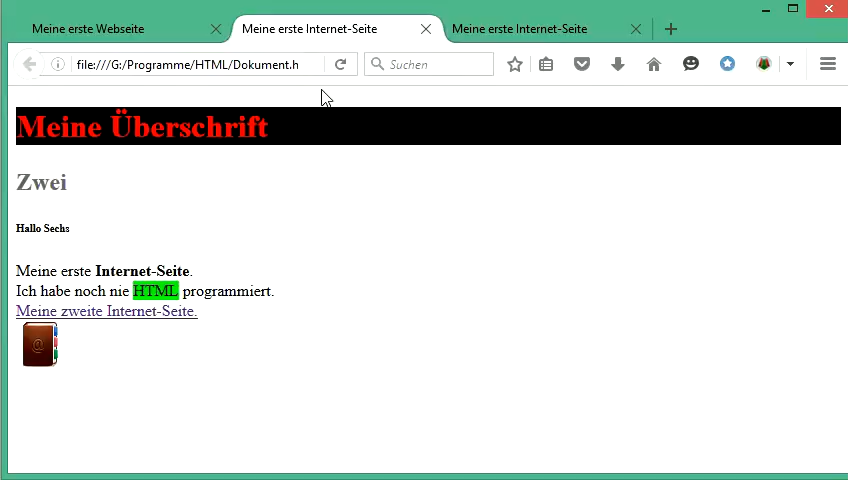 Meine erste Webseite
Meine erste Internet-Seite
Meine erste Internet-Seite
file:///G:/Programme/HTML/Dokument.h
Suchen
Meine Überschrift
Zwei
Hallo Sechs
Meine erste Internet-Seite.
Ich habe noch nie HTML programmiert.
Meine zweite Internet-Seite.
@